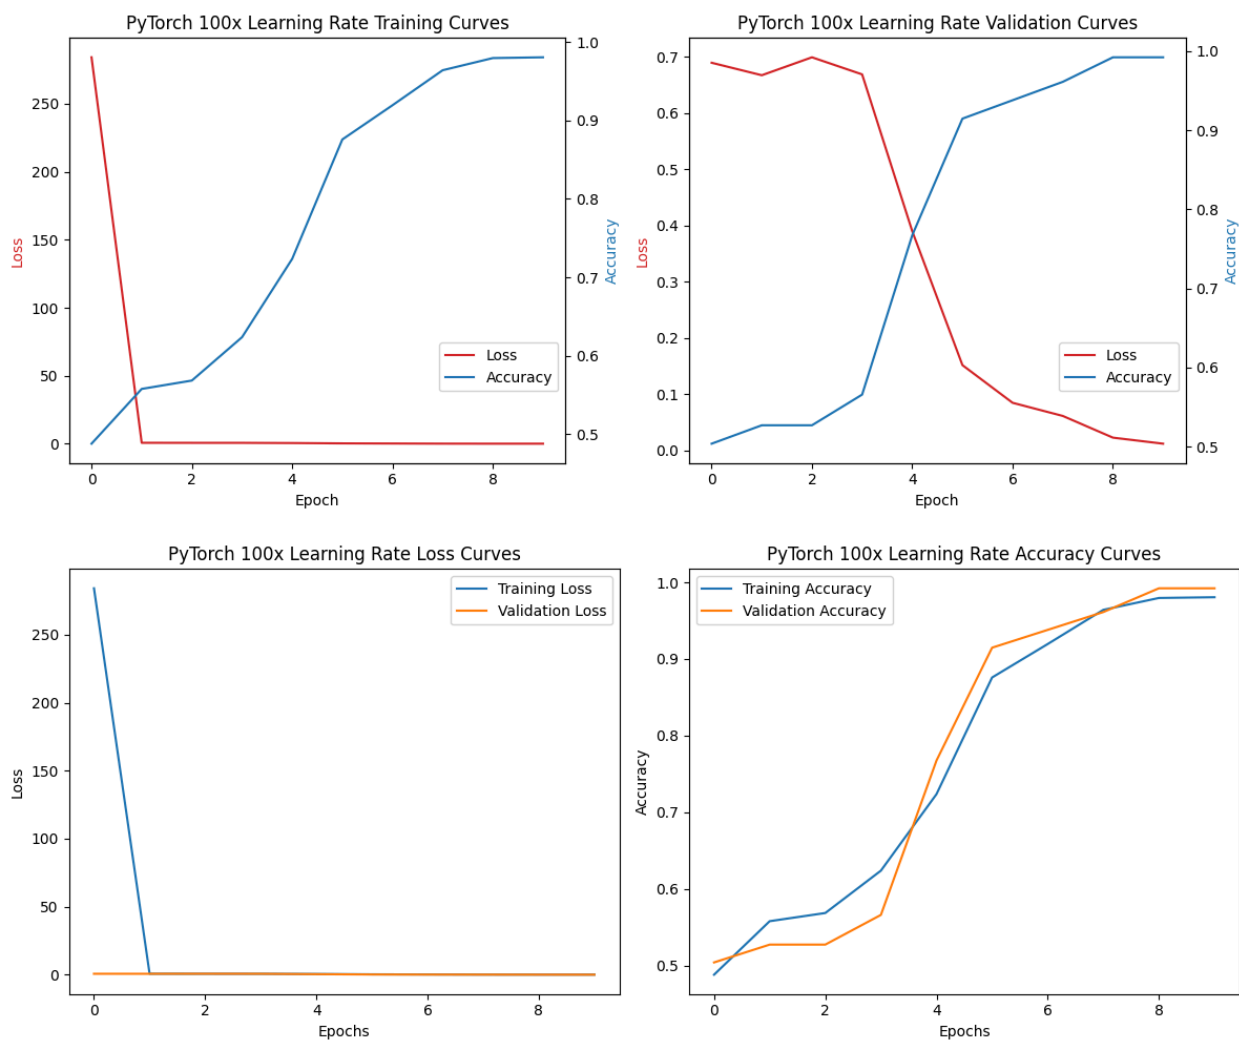 PyTorch 100x Learning Rate Training Curves
Loss
250
200
150
100
50
0
1.0
0.9
0.8
0.7
0.6
0.5
Accuracy
Loss
Accuracy
0 2 4 6 8
Epoch
PyTorch 100x Learning Rate Validation Curves
Loss
0.7
0.6
0.5
0.4
0.3
0.2
0.1
0.0
1.0
0.9
0.8
0.7
0.6
0.5
Accuracy
Loss
Accuracy
0 2 4 6 8
Epoch
PyTorch 100x Learning Rate Loss Curves
Training Loss
Validation Loss
Loss
250
200
150
100
50
0
0 2 4 6 8
Epochs
PyTorch 100x Learning Rate Accuracy Curves
Training Accuracy
Validation Accuracy
Accuracy
1.0
0.9
0.8
0.7
0.6
0.5
0 2 4 6 8
Epochs